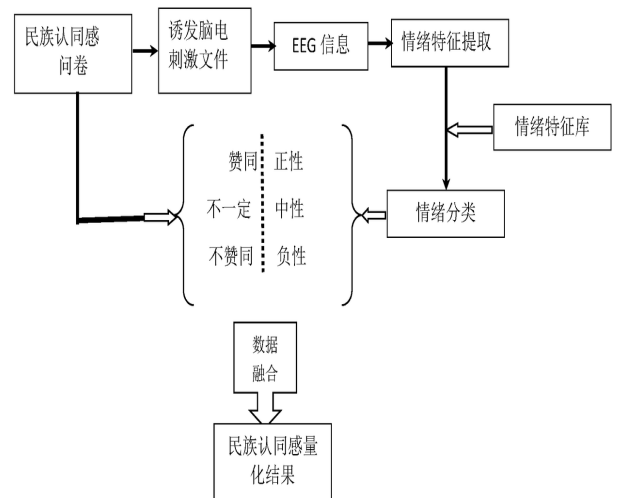 民族认同感
问卷
诱发脑电
刺激文件
EEG 信息
情绪特征提取
情绪特征库
赞同 正性
不一定 中性
不赞同 负性
情绪分类
数据
融合
民族认同感量
化结果